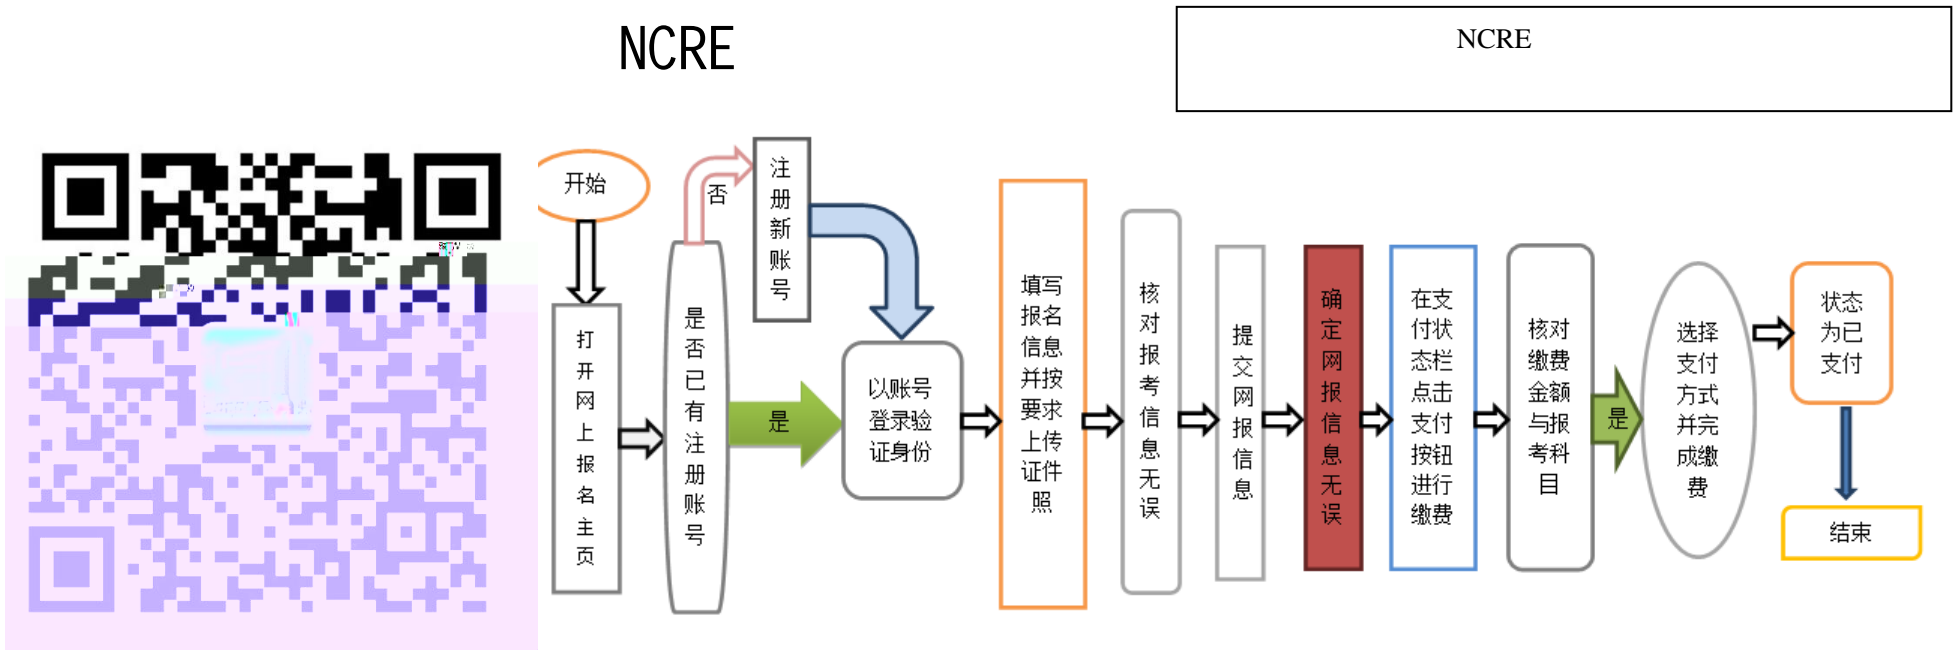 NCRE
NCRE
开始
打
开
网
上
报
名
主
页
是
否
已
有
注
册
账
号
否
注
册
新
账
号
是
以账号
登录验
证身份
填写
报名
信息
并按
要求
上传
证件
照
核
对
报
考
信
息
无
误
提
交
网
报
信
息
确
定
网
报
信
息
无
误
在支
付状
态栏
点击
支付
按钮
进行
缴费
核对
缴费
金额
与报
考科
目
是
选择
支付
方式
并完
成缴
费
状态
为已
支付
结束